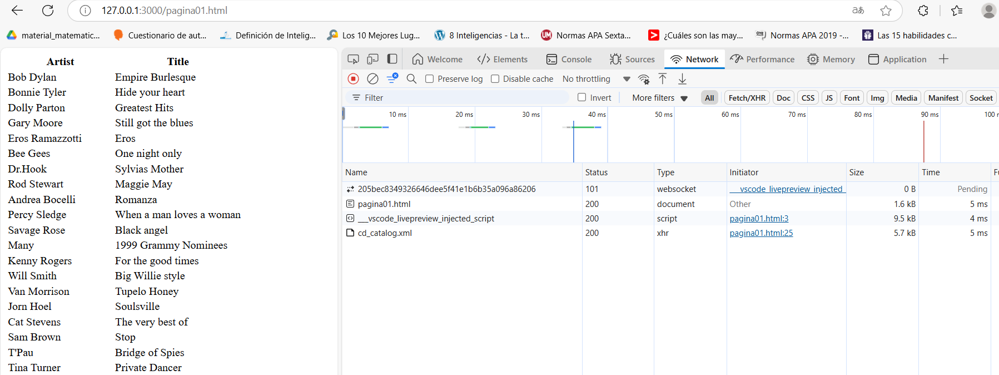 127.0.0.1:3000/pagina01.html
aあ
material_matematic...
Cuestionario de aut...
Definición de Intelig...
Los 10 Mejores Lug...
8 Inteligencias - La t...
UM
Normas APA Sexta...
¿Cuáles son las may...
Normas APA 2019 -...
Las 15 habilidades c...
Artist Title
Bob Dylan Empire Burlesque
Bonnie Tyler Hide your heart
Dolly Parton Greatest Hits
Gary Moore Still got the blues
Eros Ramazzotti Eros
Bee Gees One night only
Dr.Hook Sylvias Mother
Rod Stewart Maggie May
Andrea Bocelli Romanza
Percy Sledge When a man loves a woman
Savage Rose Black angel
Many 1999 Grammy Nominees
Kenny Rogers For the good times
Will Smith Big Willie style
Van Morrison Tupelo Honey
Jorn Hoel Soulsville
Cat Stevens The very best of
Sam Brown Stop
T'Pau Bridge of Spies
Tina Turner Private Dancer
Welcome Elements Console Sources Network Performance Memory Application
Preserve log Disable cache No throttling
Filter Invert More filters All Fetch/XHR Doc CSS JS Font Img Media Manifest Socket
10 ms 20 ms 30 ms 40 ms 50 ms 60 ms 70 ms 80 ms 90 ms 100 r
Name Status Type Initiator Size Time Fu
205bec8349326646dee5f41e1b6b35a096a86206 101 websocket __vscode_livepreview_injected_ 0 B Pending
pagina01.html 200 document Other 1.6 kB 5 ms
___vscode_livepreview_injected_script 200 script pagina01.html:3 9.5 kB 4 ms
cd_catalog.xml 200 xhr pagina01.html:25 5.7 kB 5 ms